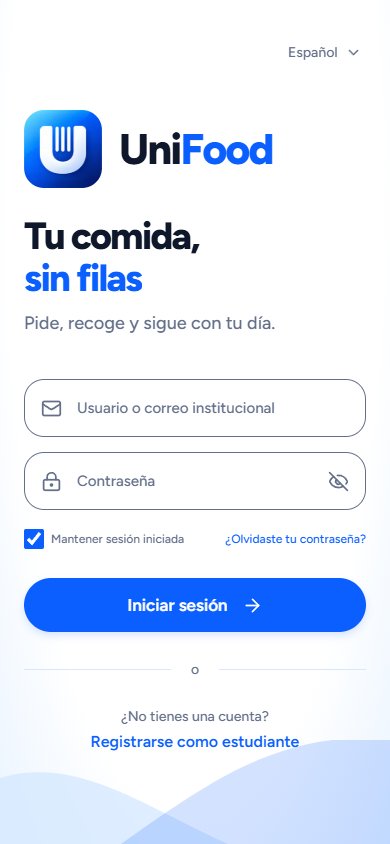 Español
UniFood
Tu comida,
sin filas
Pide, recoge y sigue con tu día.
Usuario o correo institucional
Contraseña
Mantener sesión iniciada
¿Olvidaste tu contraseña?
Iniciar sesión
o
¿No tienes una cuenta?
Registrarse como estudiante